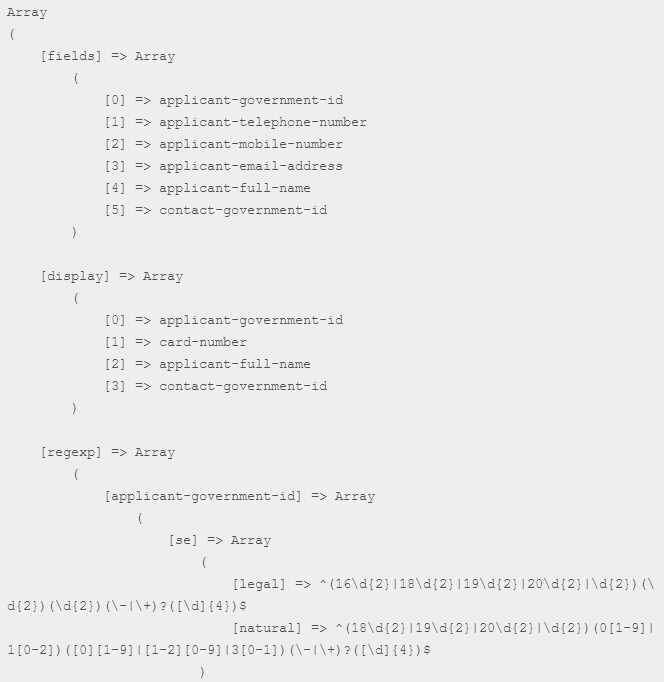 Array
(
    [fields] => Array
        (
            [0] => applicant-government-id
            [1] => applicant-telephone-number
            [2] => applicant-mobile-number
            [3] => applicant-email-address
            [4] => applicant-full-name
            [5] => contact-government-id
        )

    [display] => Array
        (
            [0] => applicant-government-id
            [1] => card-number
            [2] => applicant-full-name
            [3] => contact-government-id
        )

    [regexp] => Array
        (
            [applicant-government-id] => Array
                (
                    [se] => Array
                        (
                            [legal] => ^(16\d{2}|18\d{2}|19\d{2}|20\d{2}|\d{2})(\
d{2})(\d{2})(\-|\+)?([\d]{4})$
                            [natural] => ^(18\d{2}|19\d{2}|20\d{2}|\d{2})(0[1-9]|
1[0-2])([0][1-9]|[1-2][0-9]|3[0-1])(\-|\+)?([\d]{4})$
                        )